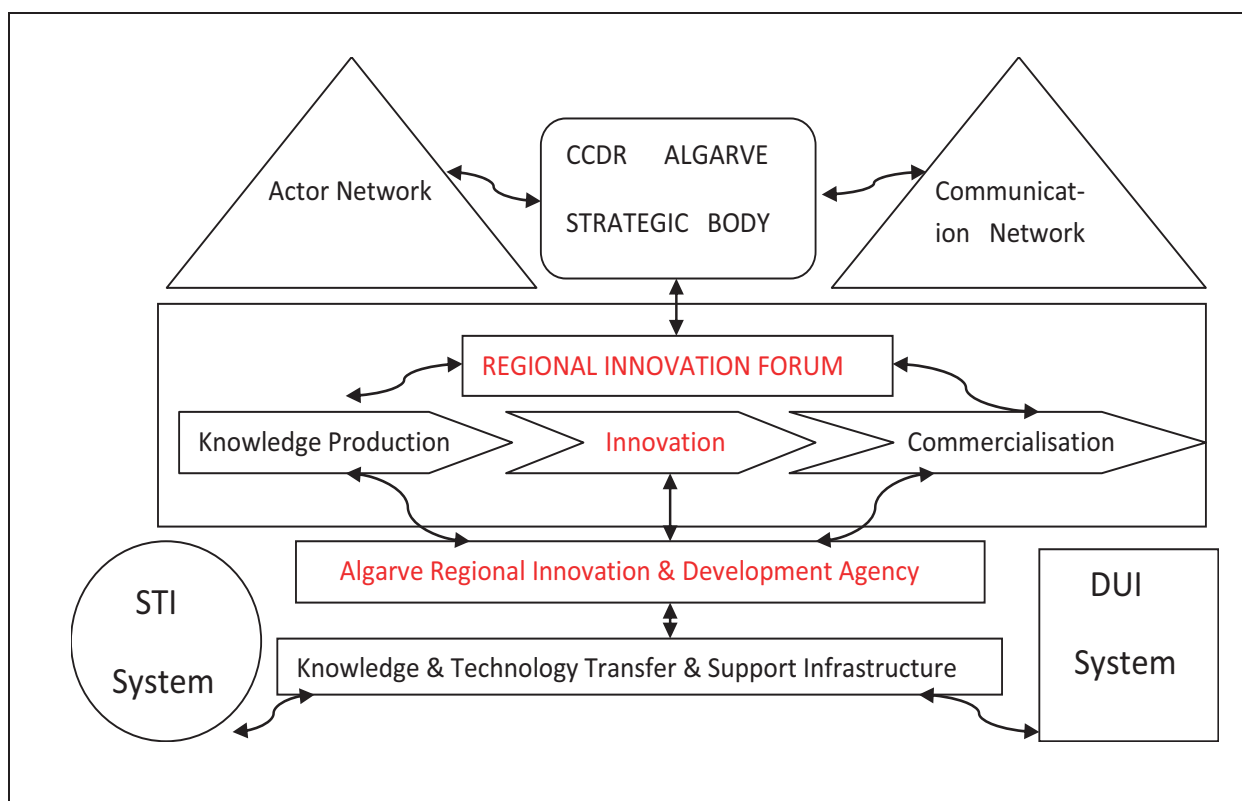 Actor Network
CCDR ALGARVE
STRATEGIC BODY
Communicat-
ion Network
REGIONAL INNOVATION FORUM
Knowledge Production
Innovation
Commercialisation
Algarve Regional Innovation & Development Agency
STI
System
DUI
System
Knowledge & Technology Transfer & Support Infrastructure